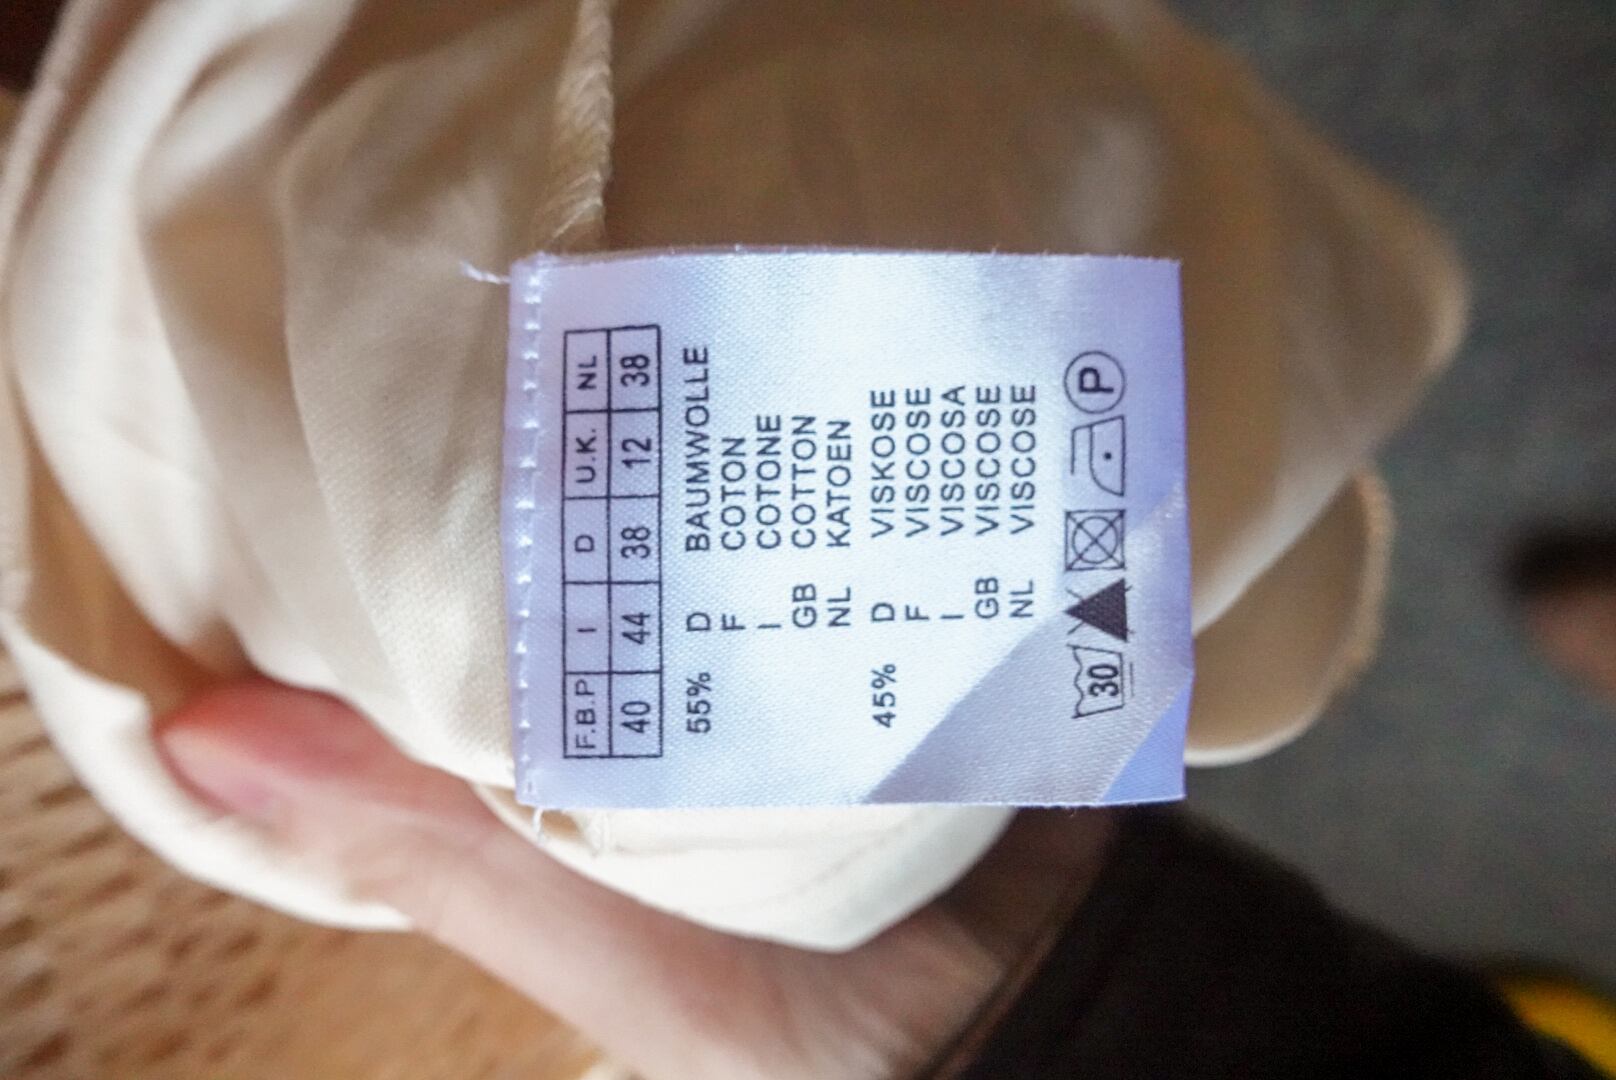 F.B.P I D U.K. NL
40 44 38 12 38
55% D BAUMWOLLE
F COTON
I COTONE
GB COTTON
NL KATOEN
45% D VISKOSE
F VISCOSE
I VISCOSA
GB VISCOSE
NL VISCOSE
30 P